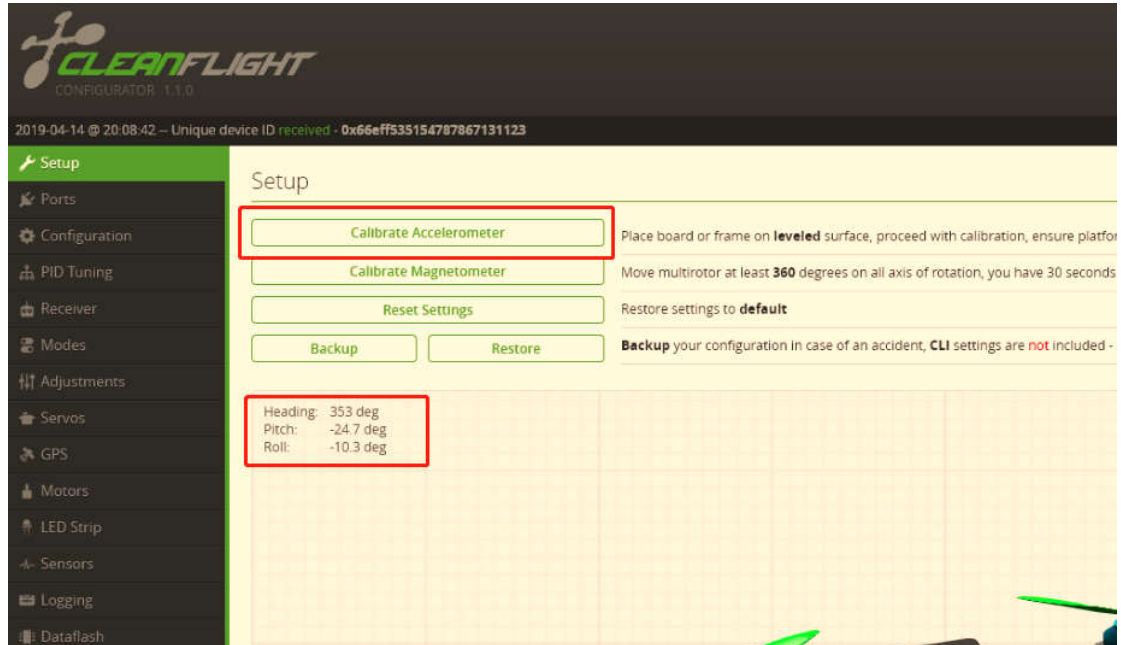 CLEANFLIGHT
CONFIGURATOR 1.1.0
2019-04-14 @ 20:08:42 -- Unique device ID received - 0x66eff535154787867131123
Setup
Ports
Configuration
PID Tuning
Receiver
Modes
Adjustments
Servos
GPS
Motors
LED Strip
Sensors
Logging
Dataflash
Setup
Calibrate Accelerometer
Place board or frame on leveled surface, proceed with calibration, ensure platfor
Calibrate Magnetometer
Move multirotor at least 360 degrees on all axis of rotation, you have 30 seconds
Reset Settings
Restore settings to default
Backup
Restore
Backup your configuration in case of an accident, CLI settings are not included -
Heading: 353 deg
Pitch: -24.7 deg
Roll: -10.3 deg